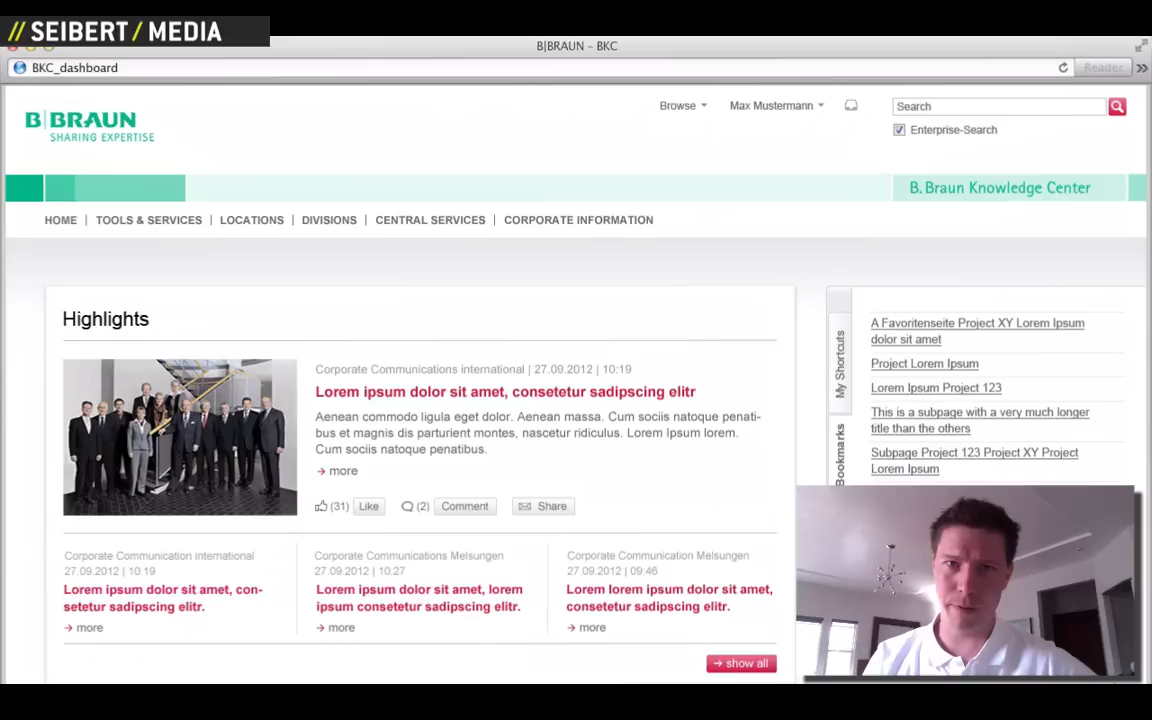 // SEIBERT / MEDIA
B|BRAUN – BKC
BKC_dashboard
Reader
»
Browse
Max Mustermann
Search
Enterprise-Search
B|BRAUN
SHARING EXPERTISE
B. Braun Knowledge Center
HOME | TOOLS & SERVICES | LOCATIONS | DIVISIONS | CENTRAL SERVICES | CORPORATE INFORMATION
Highlights
Corporate Communications international | 27.09.2012 | 10:19
Lorem ipsum dolor sit amet, consetetur sadipscing elitr
Aenean commodo ligula eget dolor. Aenean massa. Cum sociis natoque penati-
bus et magnis dis parturient montes, nascetur ridiculus. Lorem Ipsum lorem.
Cum sociis natoque penatibus.
→ more
(31) Like (2) Comment Share
Corporate Communication international
27.09.2012 | 10:19
Lorem ipsum dolor sit amet, con-
setetur sadipscing elitr.
→ more
Corporate Communications Melsungen
27.09.2012 | 10:27
Lorem ipsum dolor sit amet, lorem
ipsum consetetur sadipscing elitr.
→ more
Corporate Communication Melsungen
27.09.2012 | 09:46
Lorem lorem ipsum dolor sit amet,
consetetur sadipscing elitr.
→ more
→ show all
My Shortcuts
Bookmarks
A Favoritenseite Project XY Lorem Ipsum
dolor sit amet
Project Lorem Ipsum
Lorem Ipsum Project 123
This is a subpage with a very much longer
title than the others
Subpage Project 123 Project XY Project
Lorem Ipsum